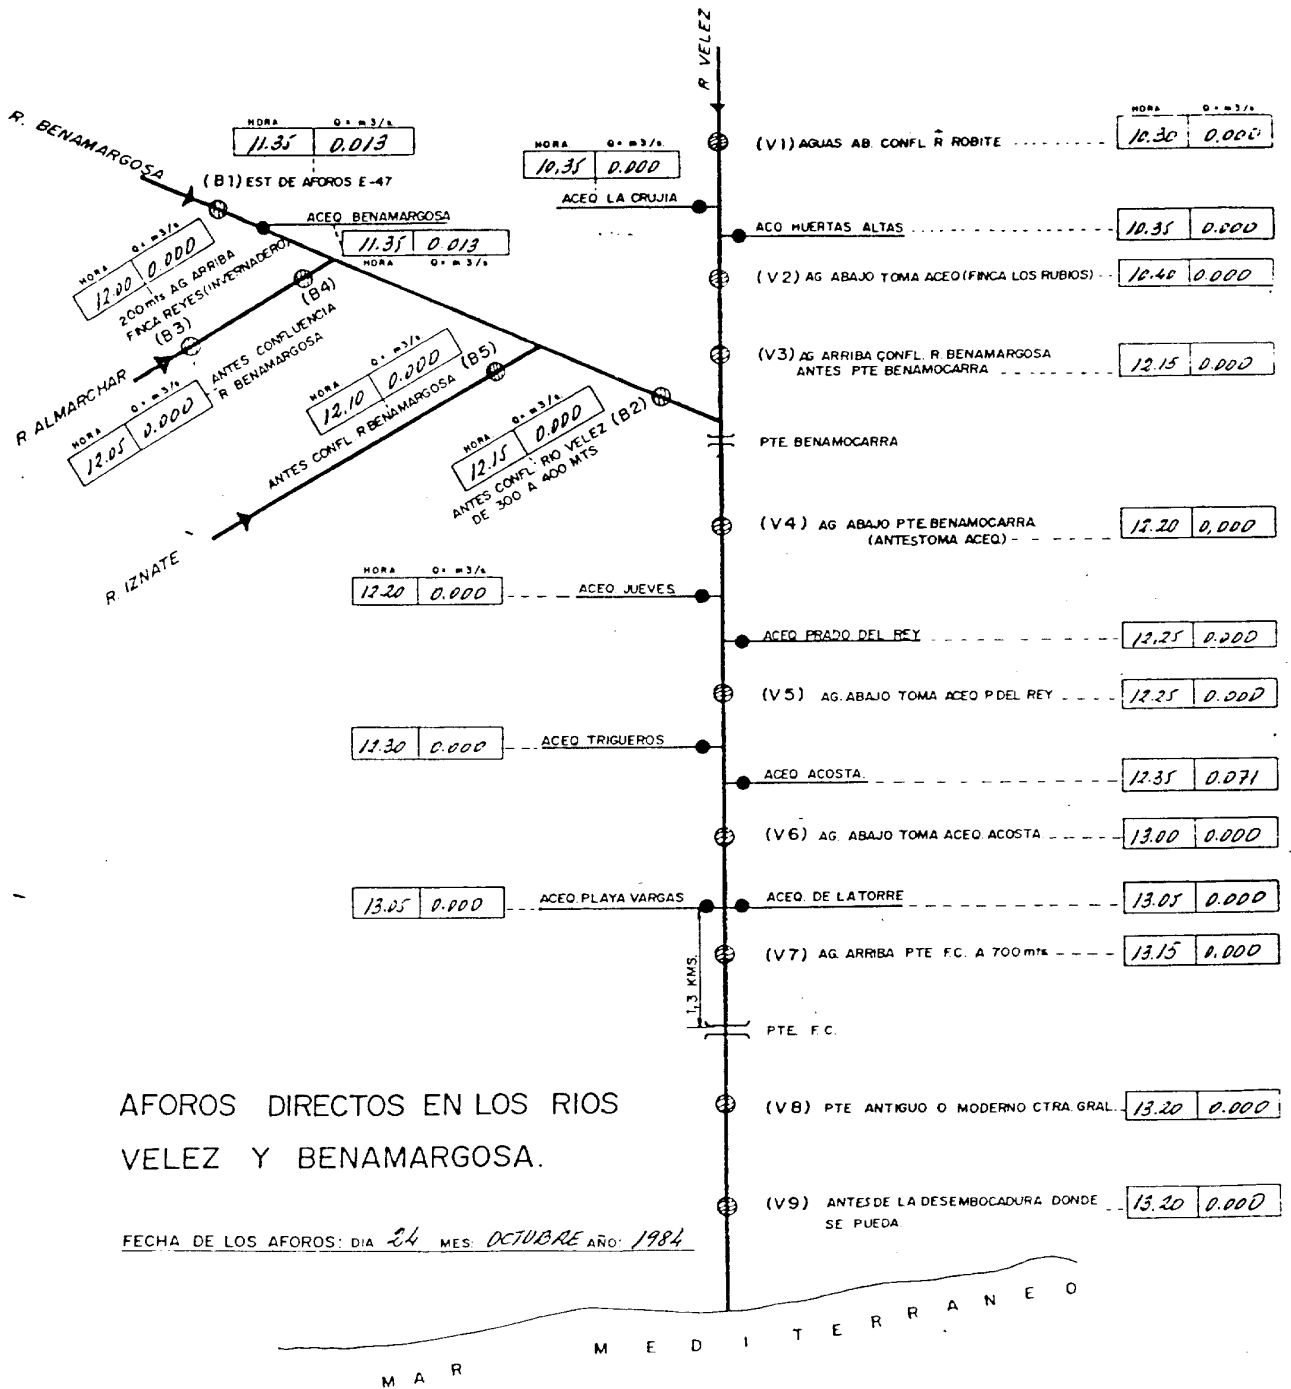 R VELEZ
HORA Q = m3/s
10.30 0.000
(V1) AGUAS AB. CONFL R ROBITE
HORA Q = m3/s
10.35 0.000
ACEQ LA CRUJIA
ACO HUERTAS ALTAS
10.35 0.000
(V2) AG ABAJO TOMA ACEQ (FINCA LOS RUBIOS)
10.40 0.000
(V3) AG ARRIBA CONFL. R. BENAMARGOSA
ANTES PTE BENAMOCARRA
12.15 0.000
R. BENAMARGOSA
HORA Q = m3/s
11.35 0.013
(B1) EST DE AFOROS E-47
ACEQ BENAMARGOSA
11.35 0.013
HORA Q = m3/s
HORA Q = m3/s
12.00 0.000
200 mts AG ARRIBA
FINCA REYES (INVERNADERO)
(B3)
(B4)
R. ALMARCHAR
ANTES CONFLUENCIA
R BENAMARGOSA
HORA Q = m3/s
12.05 0.000
HORA Q = m3/s
12.10 0.000
ANTES CONFL R BENAMARGOSA (B5)
R. IZNATE
HORA Q = m3/s
12.15 0.000
ANTES CONFL. RIO VELEZ (B2)
DE 300 A 400 MTS
PTE. BENAMOCARRA
(V4) AG ABAJO PTE. BENAMOCARRA
(ANTES TOMA ACEQ)
12.20 0,000
HORA Q = m3/s
12.20 0.000
ACEQ JUEVES
ACEQ PRADO DEL REY
12.25 0.000
(V5) AG. ABAJO TOMA ACEQ P DEL REY
12.25 0.000
12.30 0.000
ACEQ TRIGUEROS
ACEQ ACOSTA.
12.35 0.071
(V6) AG. ABAJO TOMA ACEQ. ACOSTA
13.00 0.000
13.05 0.000
ACEQ. PLAYA VARGAS
ACEQ. DE LA TORRE
13.05 0.000
(V7) AG. ARRIBA PTE F.C. A 700 mts
13.15 0.000
1,3 KMS.
PTE. F.C.
(V8) PTE ANTIGUO O MODERNO CTRA. GRAL.
13.20 0.000
(V9) ANTES DE LA DESEMBOCADURA DONDE
SE PUEDA
13.20 0.000
AFOROS DIRECTOS EN LOS RIOS
VELEZ Y BENAMARGOSA.
FECHA DE LOS AFOROS: DIA 24 MES: OCTUBRE AÑO: 1984
MAR MEDITERRANEO